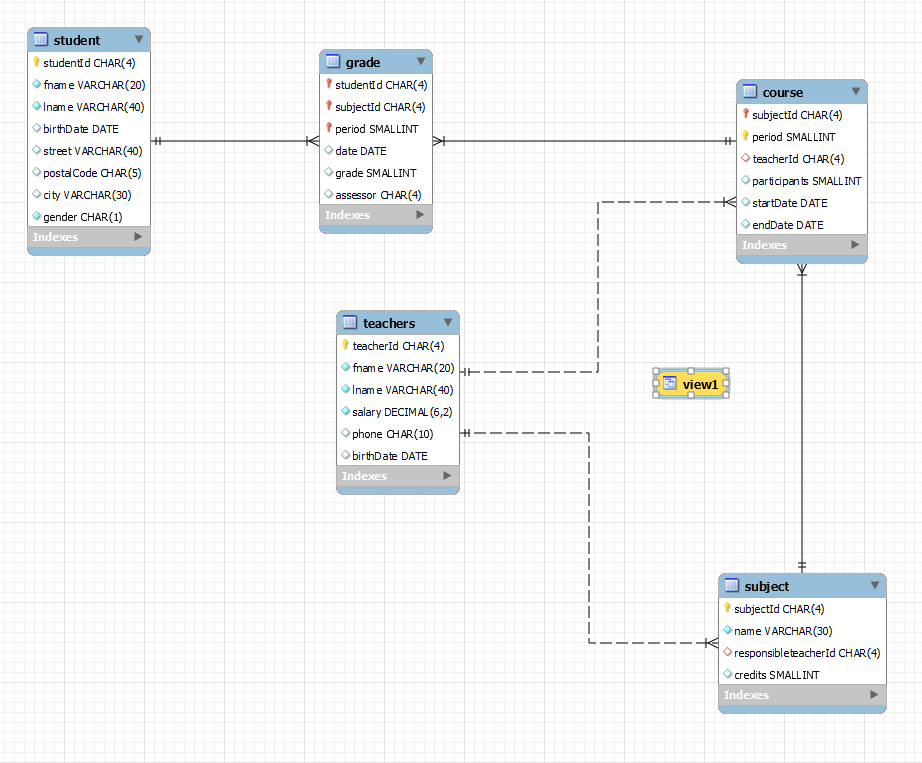 student
studentId CHAR(4)
fname VARCHAR(20)
lname VARCHAR(40)
birthDate DATE
street VARCHAR(40)
postalCode CHAR(5)
city VARCHAR(30)
gender CHAR(1)
Indexes
grade
studentId CHAR(4)
subjectId CHAR(4)
period SMALLINT
date DATE
grade SMALLINT
assessor CHAR(4)
Indexes
course
subjectId CHAR(4)
period SMALLINT
teacherId CHAR(4)
participants SMALLINT
startDate DATE
endDate DATE
Indexes
teachers
teacherId CHAR(4)
fname VARCHAR(20)
lname VARCHAR(40)
salary DECIMAL(6,2)
phone CHAR(10)
birthDate DATE
Indexes
view1
subject
subjectId CHAR(4)
name VARCHAR(30)
responsibleteacherId CHAR(4)
credits SMALLINT
Indexes